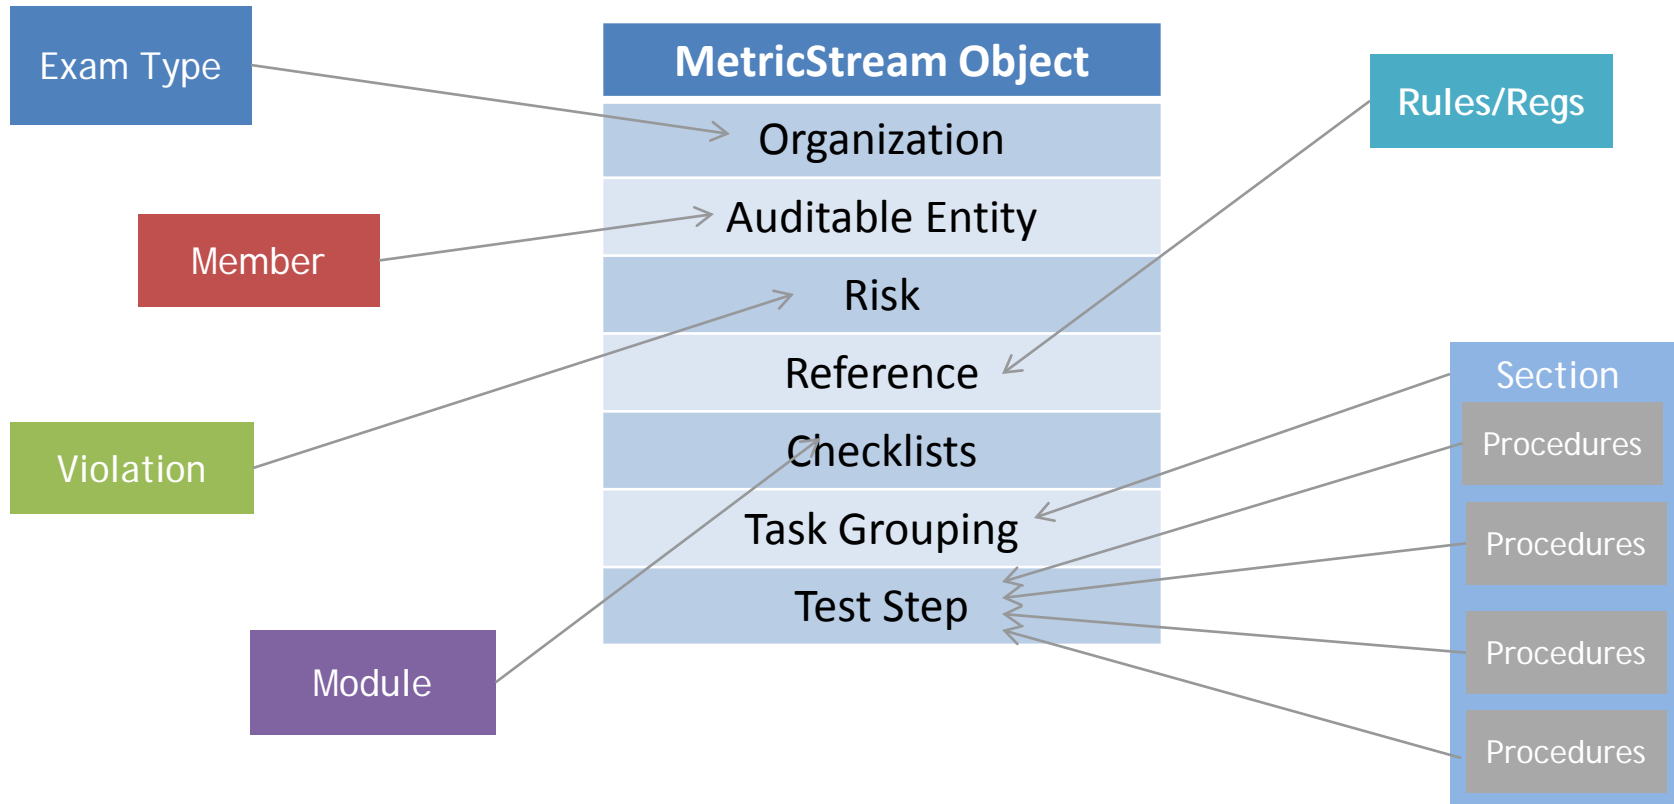 Exam Type
MetricStream Object
Rules/Regs
Organization
Auditable Entity
Member
Risk
Reference
Section
Violation
Checklists
Procedures
Task Grouping
Procedures
Test Step
Procedures
Module
Procedures